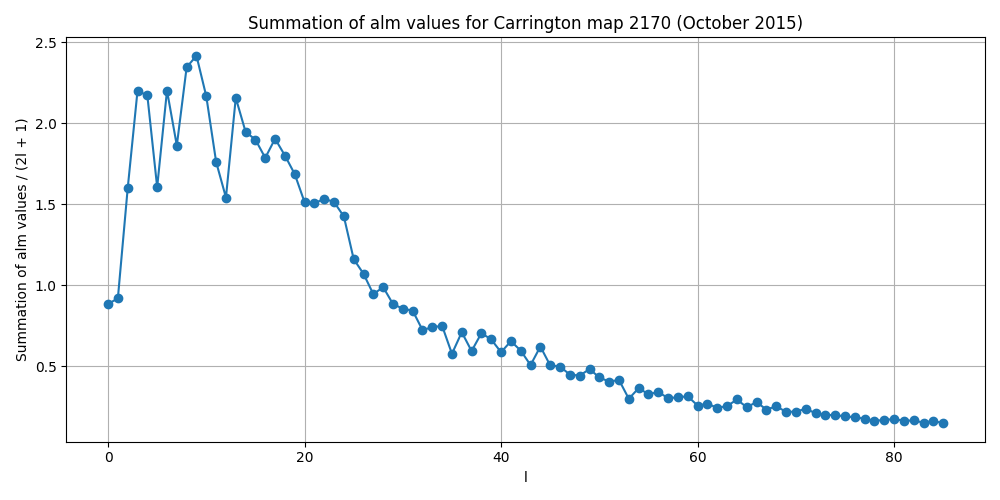 Summation of alm values for Carrington map 2170 (October 2015)
Summation of alm values / (2l + 1)
2.5
2.0
1.5
1.0
0.5
0 20 40 60 80
l